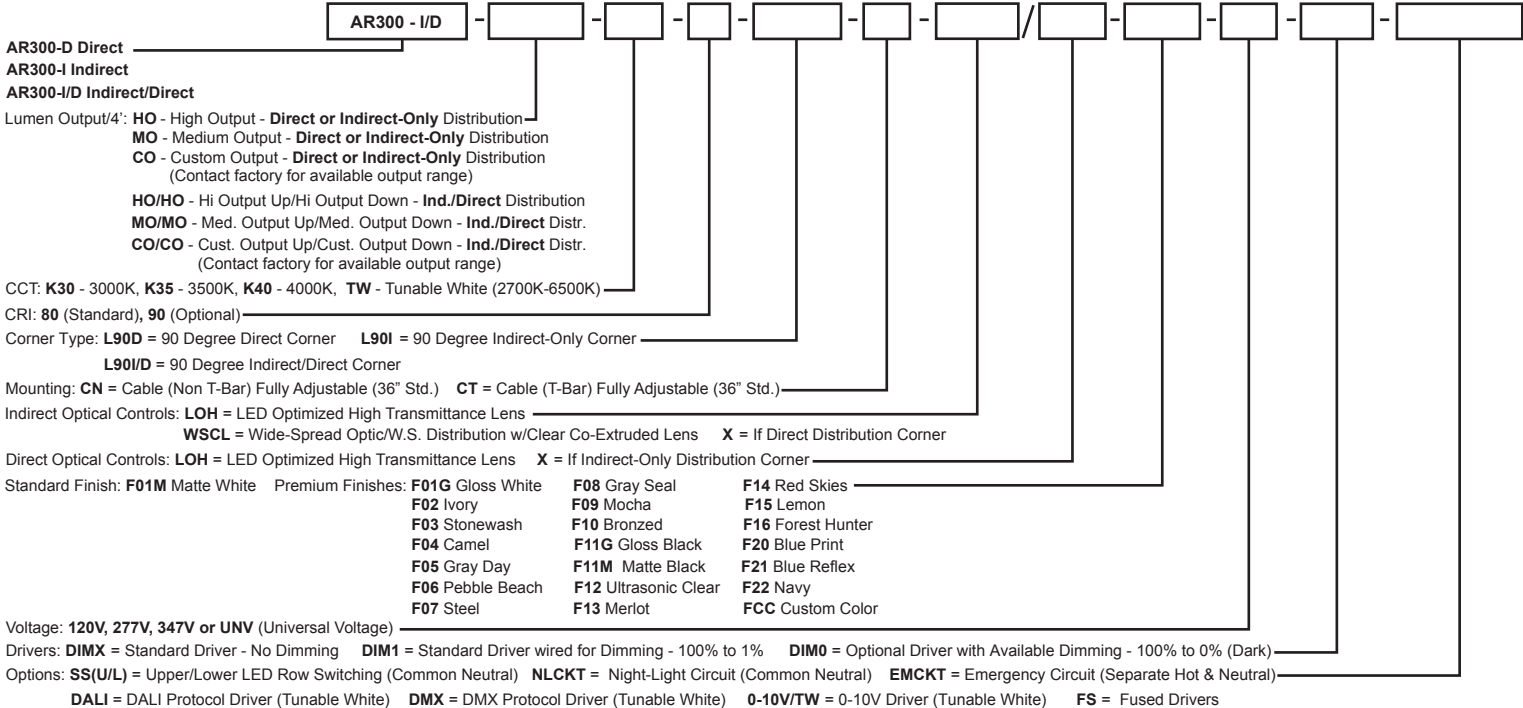 AR300 - I/D - - - - - / - - - -
AR300-D Direct
AR300-I Indirect
AR300-I/D Indirect/Direct
Lumen Output/4': HO - High Output - Direct or Indirect-Only Distribution
MO - Medium Output - Direct or Indirect-Only Distribution
CO - Custom Output - Direct or Indirect-Only Distribution
(Contact factory for available output range)
HO/HO - Hi Output Up/Hi Output Down - Ind./Direct Distribution
MO/MO - Med. Output Up/Med. Output Down - Ind./Direct Distr.
CO/CO - Cust. Output Up/Cust. Output Down - Ind./Direct Distr.
(Contact factory for available output range)
CCT: K30 - 3000K, K35 - 3500K, K40 - 4000K, TW - Tunable White (2700K-6500K)
CRI: 80 (Standard), 90 (Optional)
Corner Type: L90D = 90 Degree Direct Corner L90I = 90 Degree Indirect-Only Corner
L90I/D = 90 Degree Indirect/Direct Corner
Mounting: CN = Cable (Non T-Bar) Fully Adjustable (36” Std.) CT = Cable (T-Bar) Fully Adjustable (36” Std.)
Indirect Optical Controls: LOH = LED Optimized High Transmittance Lens
WSCL = Wide-Spread Optic/W.S. Distribution w/Clear Co-Extruded Lens X = If Direct Distribution Corner
Direct Optical Controls: LOH = LED Optimized High Transmittance Lens X = If Indirect-Only Distribution Corner
Standard Finish: F01M Matte White Premium Finishes: F01G Gloss White F08 Gray Seal F14 Red Skies
F02 Ivory F09 Mocha F15 Lemon
F03 Stonewash F10 Bronzed F16 Forest Hunter
F04 Camel F11G Gloss Black F20 Blue Print
F05 Gray Day F11M Matte Black F21 Blue Reflex
F06 Pebble Beach F12 Ultrasonic Clear F22 Navy
F07 Steel F13 Merlot FCC Custom Color
Voltage: 120V, 277V, 347V or UNV (Universal Voltage)
Drivers: DIMX = Standard Driver - No Dimming DIM1 = Standard Driver wired for Dimming - 100% to 1% DIM0 = Optional Driver with Available Dimming - 100% to 0% (Dark)
Options: SS(U/L) = Upper/Lower LED Row Switching (Common Neutral) NLCKT = Night-Light Circuit (Common Neutral) EMCKT = Emergency Circuit (Separate Hot & Neutral)
DALI = DALI Protocol Driver (Tunable White) DMX = DMX Protocol Driver (Tunable White) 0-10V/TW = 0-10V Driver (Tunable White) FS = Fused Drivers